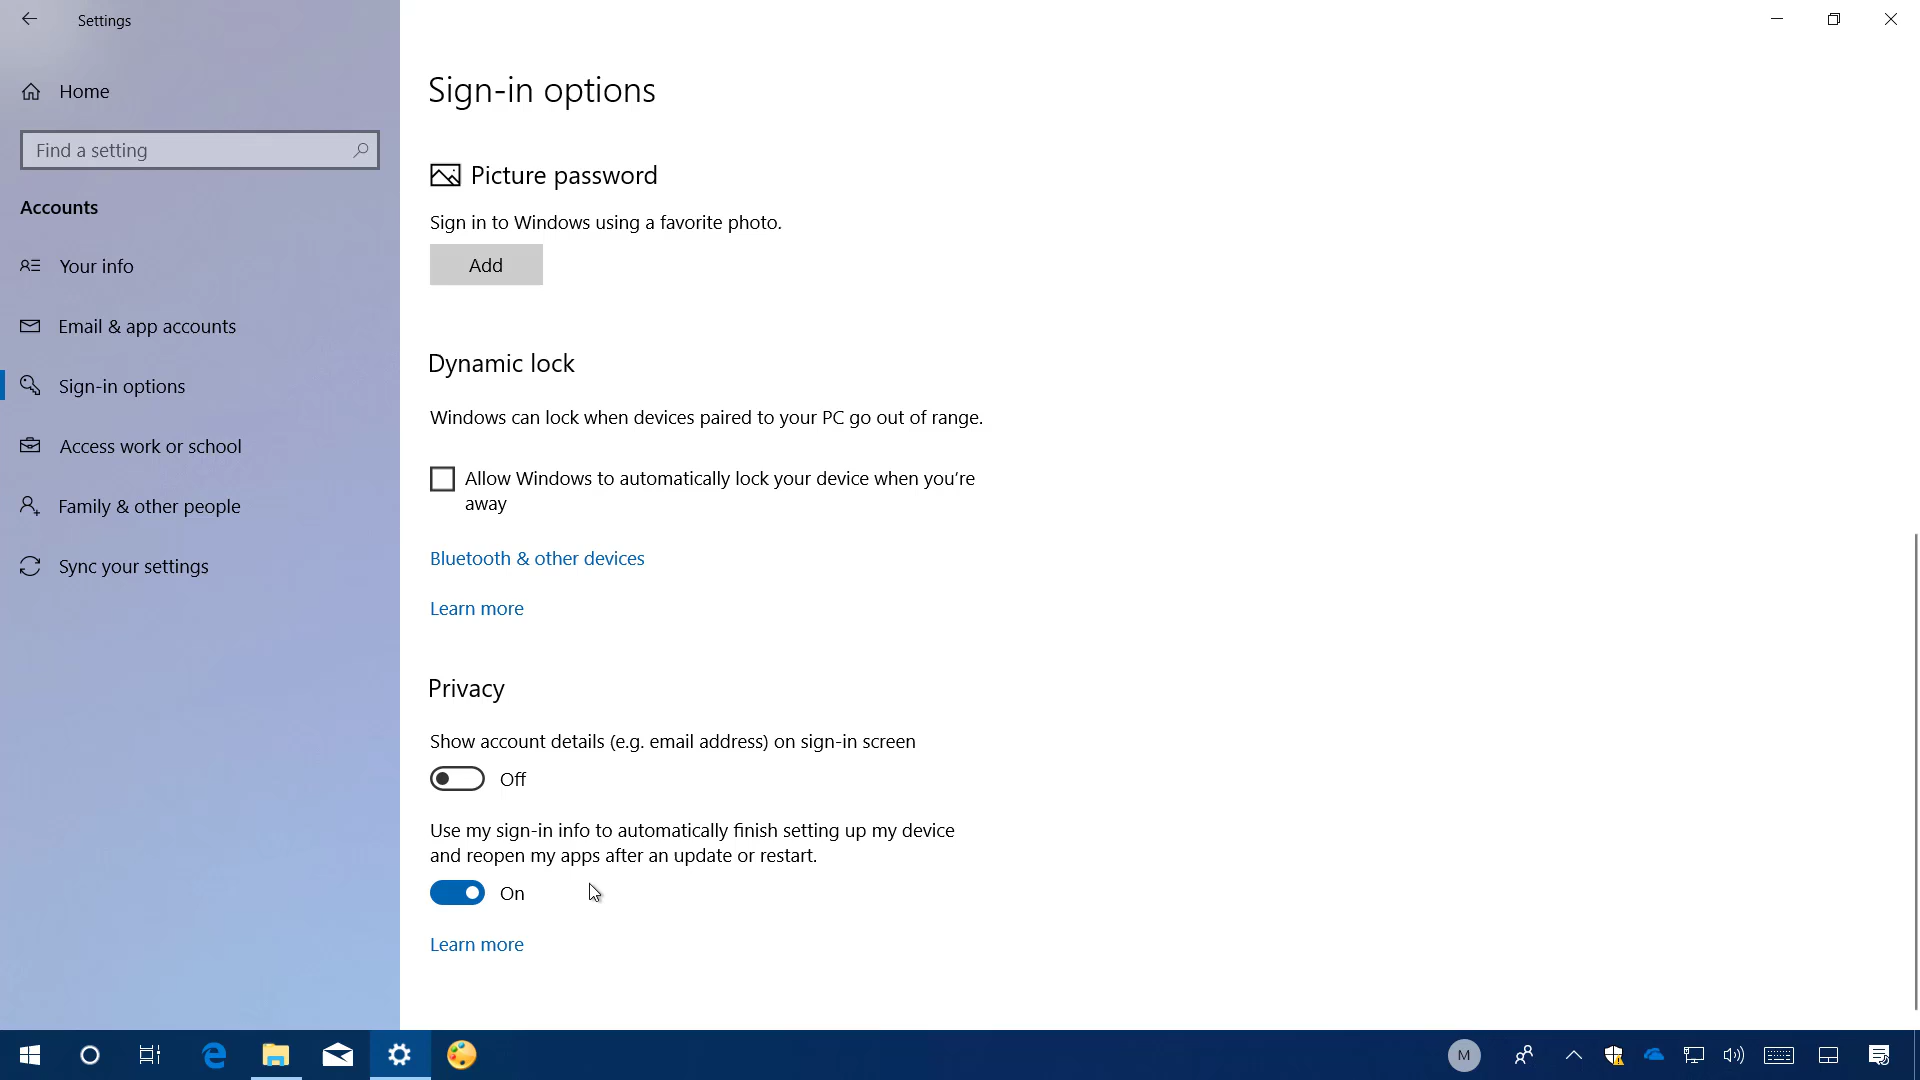 Settings
Home
Find a setting
Accounts
Your info
Email & app accounts
Sign-in options
Access work or school
Family & other people
Sync your settings
Sign-in options
Picture password
Sign in to Windows using a favorite photo.
Add
Dynamic lock
Windows can lock when devices paired to your PC go out of range.
Allow Windows to automatically lock your device when you're
away
Bluetooth & other devices
Learn more
Privacy
Show account details (e.g. email address) on sign-in screen
Off
Use my sign-in info to automatically finish setting up my device
and reopen my apps after an update or restart.
On
Learn more
M